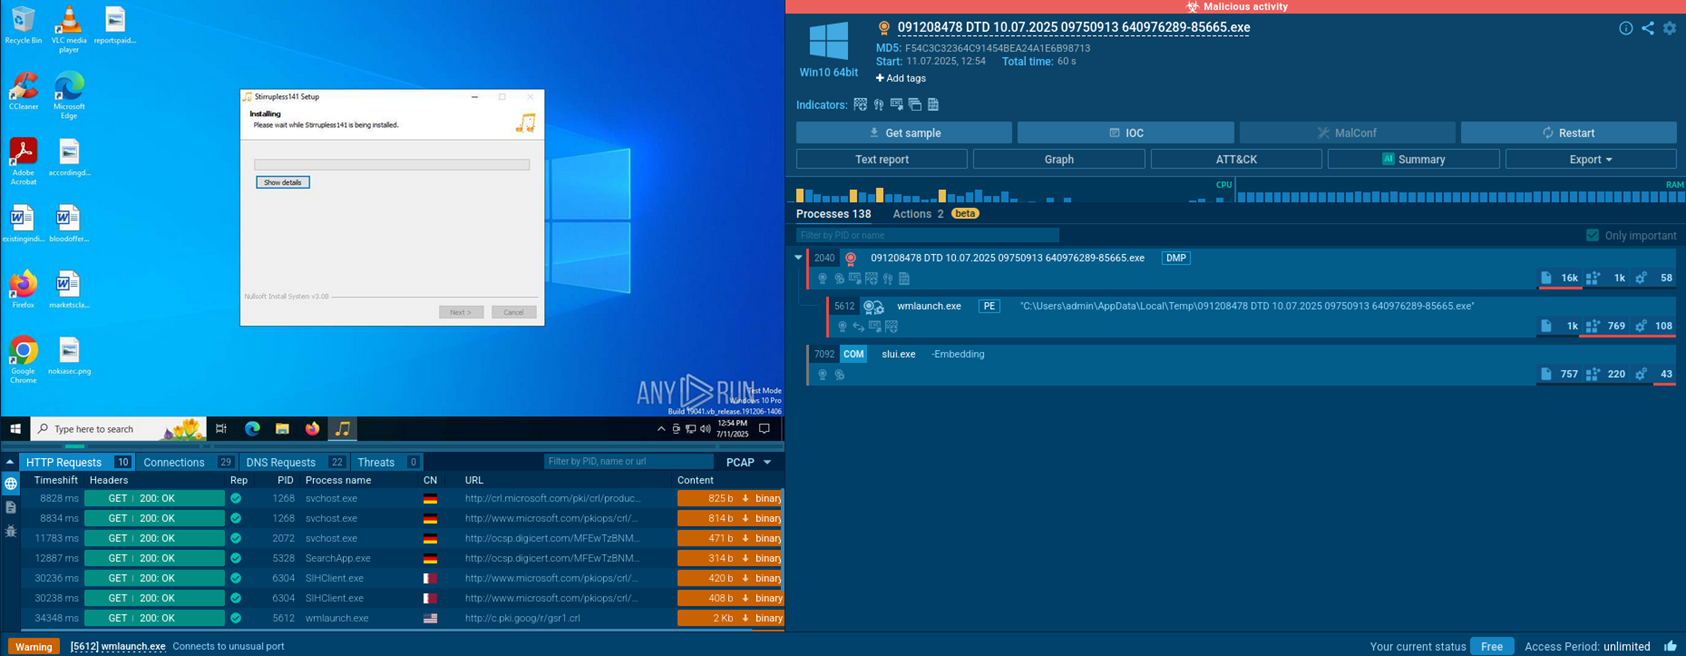 Recycle Bin
VLC media player
reportspaid...
CCleaner
Microsoft Edge
Adobe Acrobat
accordingd...
existingindi...
bloodoffer...
Firefox
marketscla...
Google Chrome
nokiasec.png
Stirrupless141 Setup
Installing
Please wait while Stirrupless141 is being installed.
Show details
Nullsoft Install System v3.08
Next >
Cancel
ANY RUN
Test Mode
Windows 10 Pro
Build 19041.vb_release.191206-1406
Type here to search
12:54 PM
7/11/2025
HTTP Requests 10 Connections 29 DNS Requests 22 Threats 0 Filter by PID, name or url PCAP
Timeshift Headers Rep PID Process name CN URL Content
8828 ms GET 200: OK 1268 svchost.exe http://crl.microsoft.com/pki/crl/produc... 825 b binary
8834 ms GET 200: OK 1268 svchost.exe http://www.microsoft.com/pkiops/crl/... 814 b binary
11783 ms GET 200: OK 2072 svchost.exe http://ocsp.digicert.com/MFEwTzBNM... 471 b binary
12887 ms GET 200: OK 5328 SearchApp.exe http://ocsp.digicert.com/MFEwTzBNM... 314 b binary
30236 ms GET 200: OK 6304 SIHClient.exe http://www.microsoft.com/pkiops/crl/... 420 b binary
30238 ms GET 200: OK 6304 SIHClient.exe http://www.microsoft.com/pkiops/crl/... 408 b binary
34348 ms GET 200: OK 5612 wmlaunch.exe http://c.pki.goog/r/gsr1.crl 2 Kb binary
Warning [5612] wmlaunch.exe Connects to unusual port
Malicious activity
Win10 64bit
091208478 DTD 10.07.2025 09750913 640976289-85665.exe
MD5: F54C3C32364C91454BEA24A1E6B98713
Start: 11.07.2025, 12:54 Total time: 60 s
+ Add tags
Indicators:
Get sample IOC MalConf Restart
Text report Graph ATT&CK AI Summary Export
CPU RAM
Processes 138 Actions 2 beta
Filter by PID or name Only important
2040 091208478 DTD 10.07.2025 09750913 640976289-85665.exe DMP
16k 1k 58
5612 wmlaunch.exe PE "C:\Users\admin\AppData\Local\Temp\091208478 DTD 10.07.2025 09750913 640976289-85665.exe"
1k 769 108
7092 COM slui.exe -Embedding
757 220 43
Your current status Free Access Period: unlimited